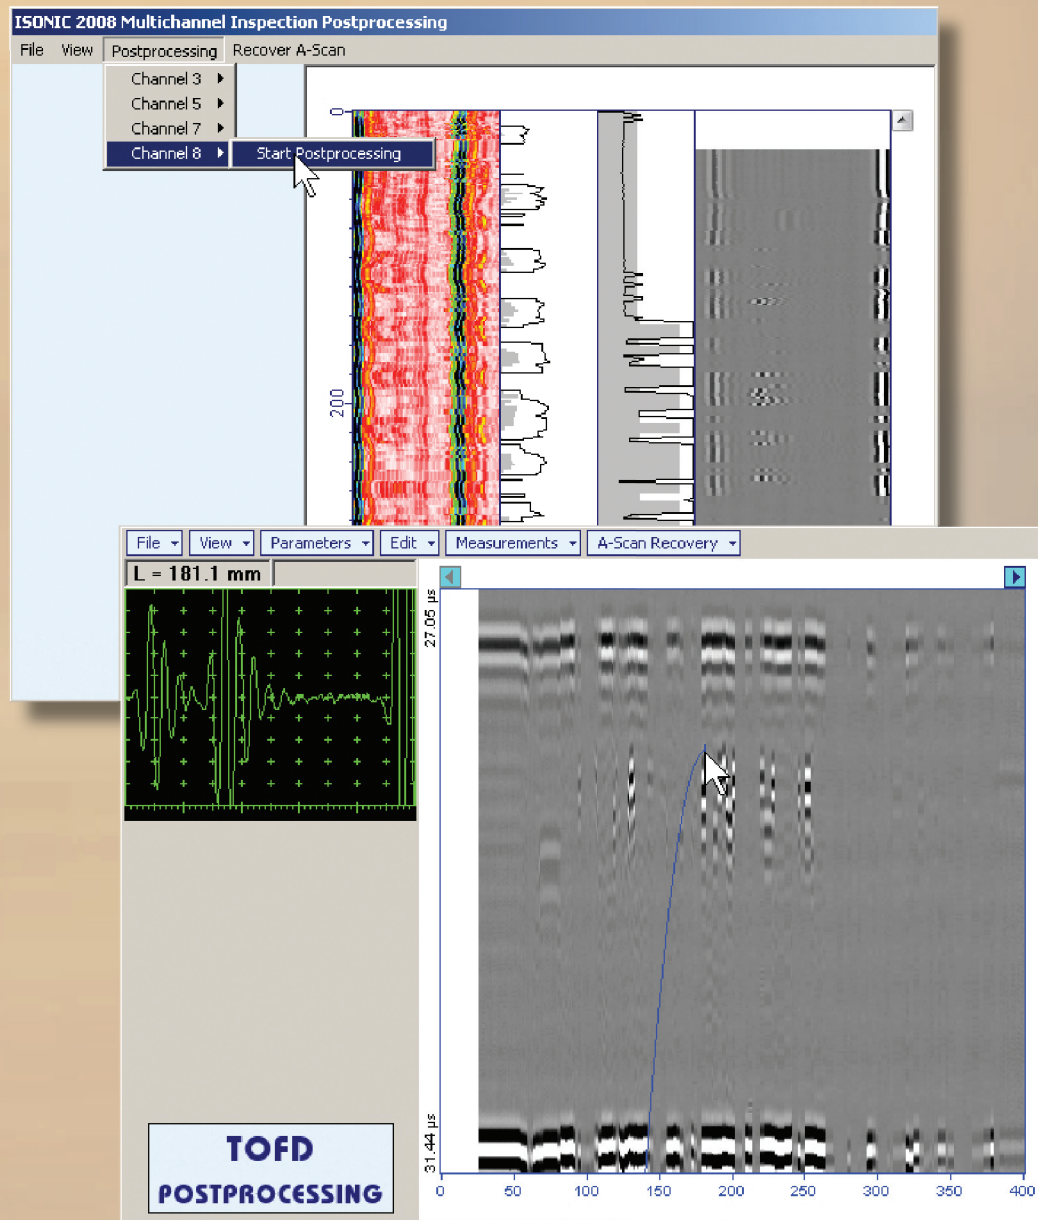 ISONIC 2008 Multichannel Inspection Postprocessing
File View Postprocessing Recover A-Scan
Channel 3
Channel 5
Channel 7
Channel 8 Start Postprocessing
0
200
File View Parameters Edit Measurements A-Scan Recovery
L = 181.1 mm
27.05 µs
31.44 µs
0 50 100 150 200 250 300 350 400
TOFD
POSTPROCESSING